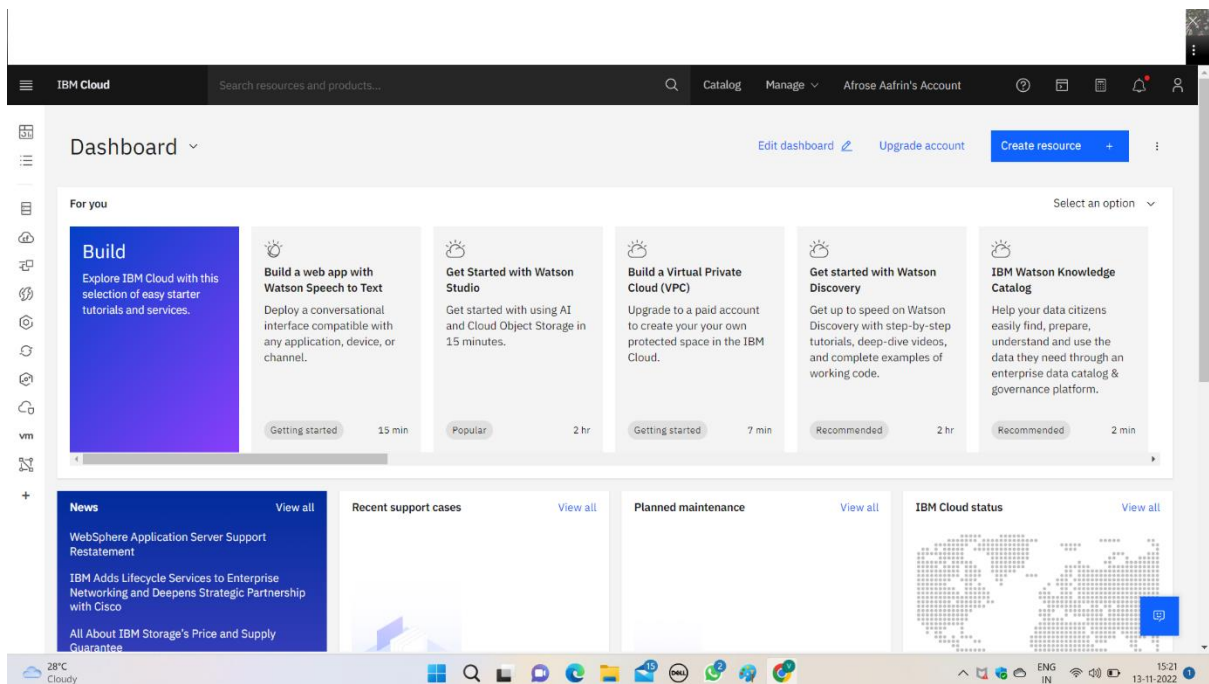 IBM Cloud
Search resources and products...
Catalog
Manage
Afrose Aafrin's Account
Dashboard
Edit dashboard
Upgrade account
Create resource +
For you
Select an option
Build
Explore IBM Cloud with this
selection of easy starter
tutorials and services.
Build a web app with
Watson Speech to Text
Deploy a conversational
interface compatible with
any application, device, or
channel.
Getting started
15 min
Get Started with Watson
Studio
Get started with using AI
and Cloud Object Storage in
15 minutes.
Popular
2 hr
Build a Virtual Private
Cloud (VPC)
Upgrade to a paid account
to create your your own
protected space in the IBM
Cloud.
Getting started
7 min
Get started with Watson
Discovery
Get up to speed on Watson
Discovery with step-by-step
tutorials, deep-dive videos,
and complete examples of
working code.
Recommended
2 hr
IBM Watson Knowledge
Catalog
Help your data citizens
easily find, prepare,
understand and use the
data they need through an
enterprise data catalog &
governance platform.
Recommended
2 min
vm
News
View all
WebSphere Application Server Support
Restatement
IBM Adds Lifecycle Services to Enterprise
Networking and Deepens Strategic Partnership
with Cisco
All About IBM Storage's Price and Supply
Guarantee
Recent support cases
View all
Planned maintenance
View all
IBM Cloud status
View all
28°C
Cloudy
15
DELL
2
ENG
IN
15:21
13-11-2022
1